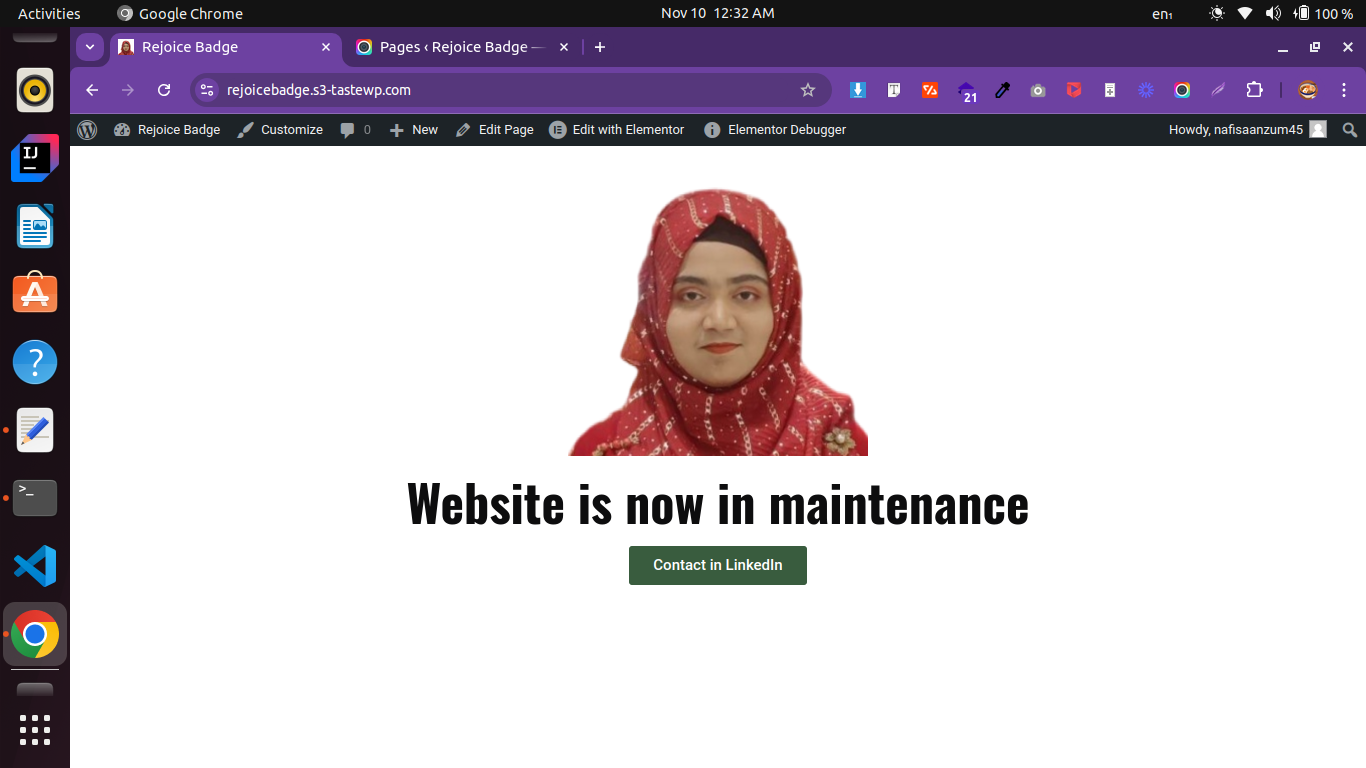 Activities Google Chrome Nov 10 12:32 AM en₁ 100 %
Rejoice Badge Pages ‹ Rejoice Badge —
rejoicebadge.s3-tastewp.com 21
Rejoice Badge Customize 0 New Edit Page Edit with Elementor Elementor Debugger Howdy, nafisaanzum45
Website is now in maintenance
Contact in LinkedIn